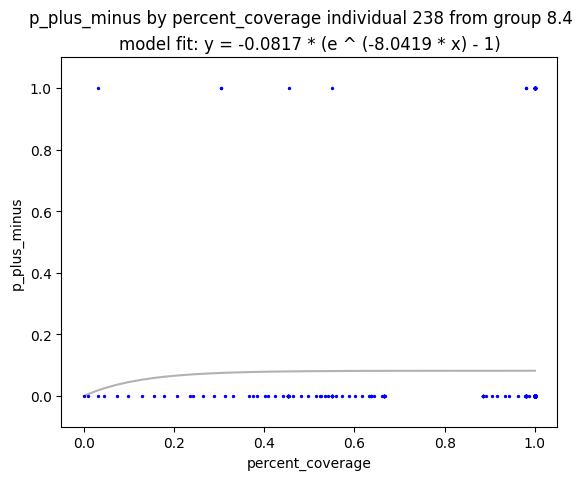 p_plus_minus by percent_coverage individual 238 from group 8.4
model fit: y = -0.0817 * (e ^ (-8.0419 * x) - 1)
1.0
0.8
0.6
0.4
0.2
0.0
p_plus_minus
0.0 0.2 0.4 0.6 0.8 1.0
percent_coverage